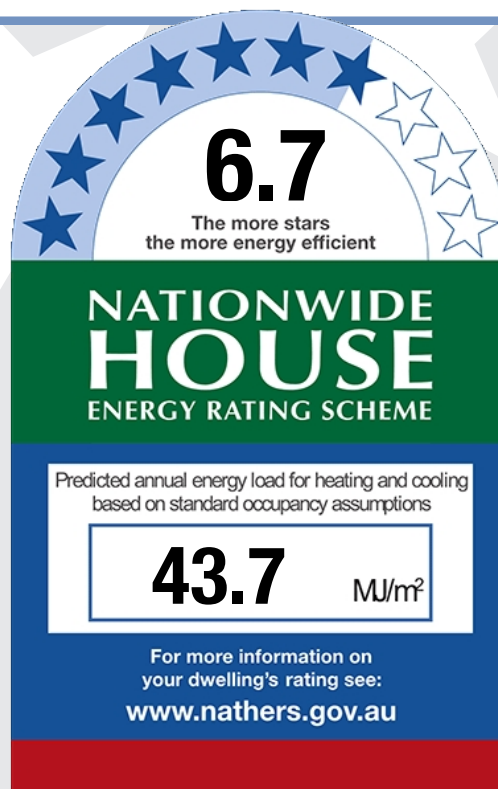 6.7
The more stars
the more energy efficient
NATIONWIDE
HOUSE
ENERGY RATING SCHEME
Predicted annual energy load for heating and cooling
based on standard occupancy assumptions
43.7 MJ/m²
For more information on
your dwelling's rating see:
www.nathers.gov.au